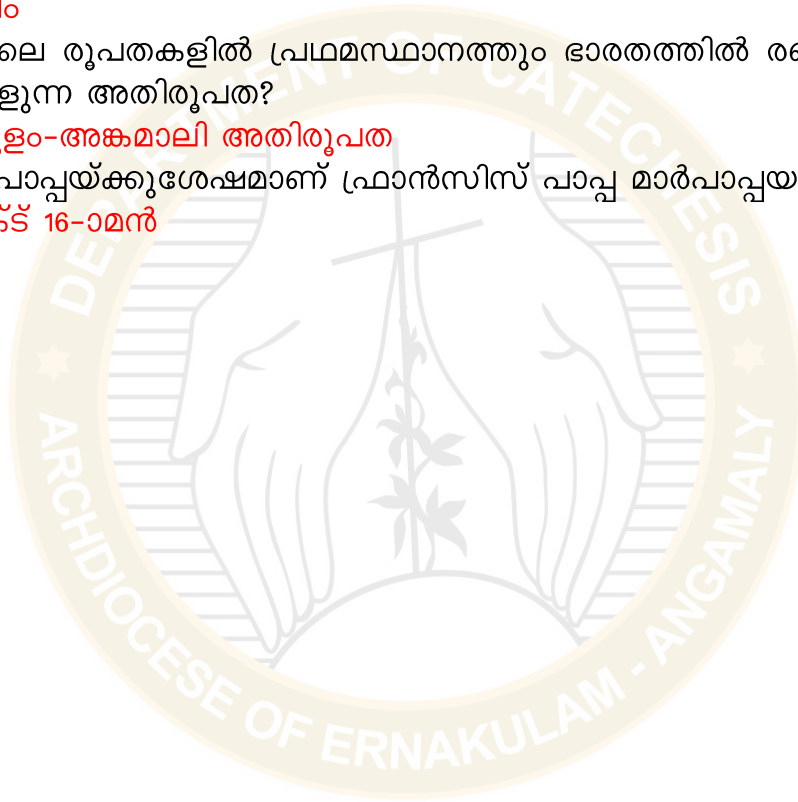 ലെ രൂപതകളിൽ പ്രഥമസ്ഥാനത്തും ഭാരതത്തിൽ
ളുന്ന അതിരൂപത?
ളം-അങ്കമാലി അതിരൂപത
പാപ്പയ്ക്കുശേഷമാണ് ഫ്രാൻസിസ് പാപ്പ മാർപാപ്പയ
ക്ട് 16-ാമൻ
DEPARTMENT OF CATECHESIS
ARCHDIOCESE OF ERNAKULAM - ANGAMALY